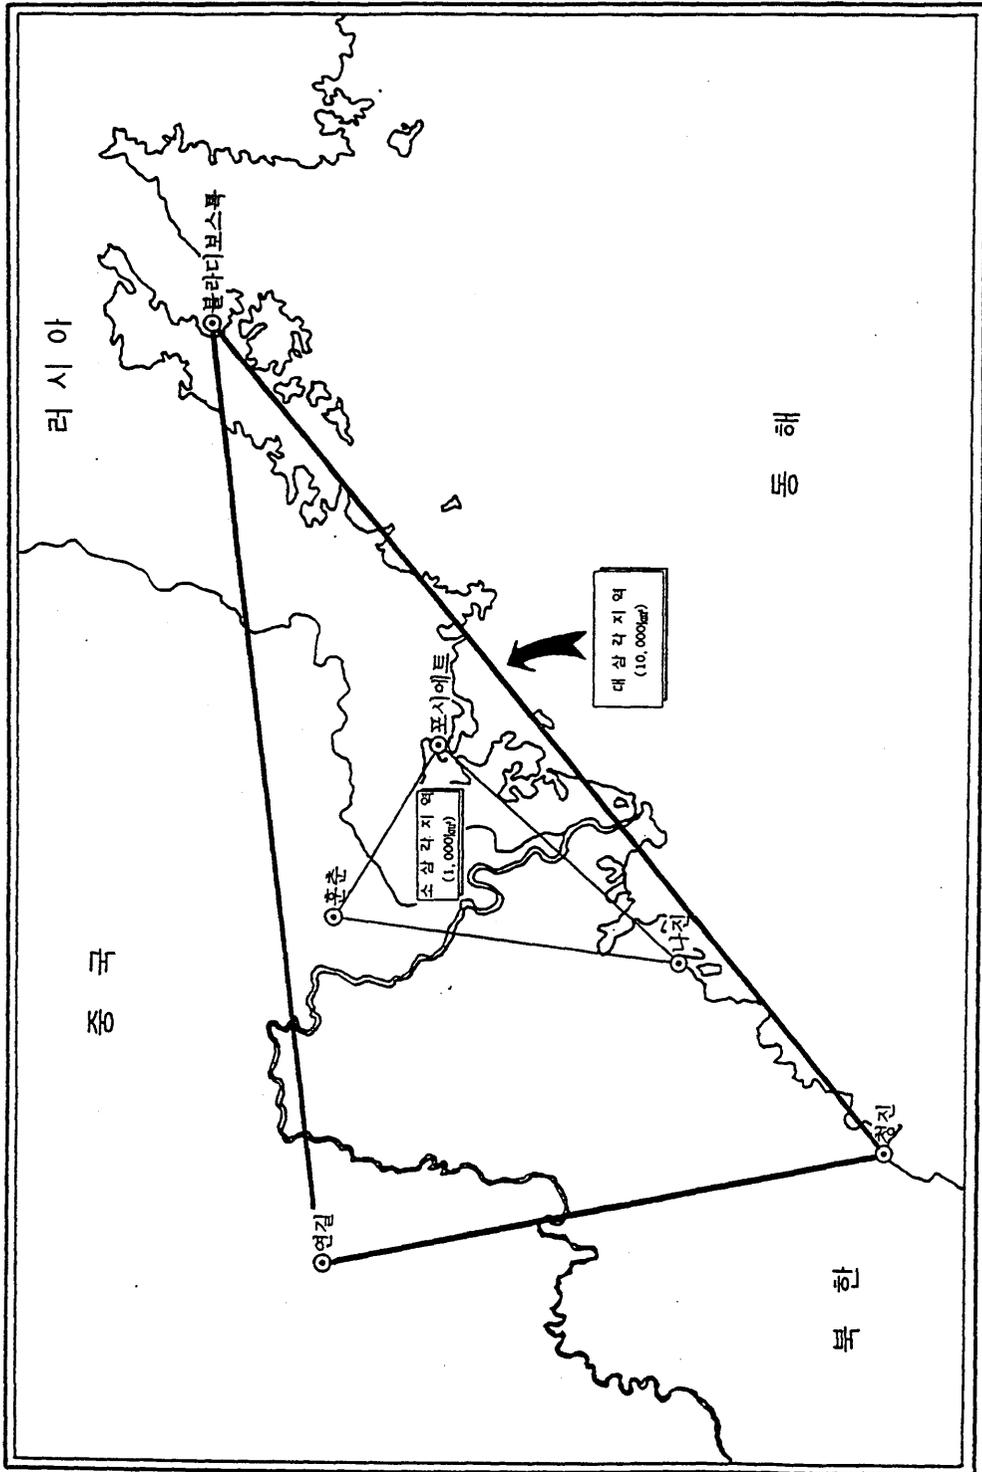 러 시 아
블라디보스톡
중 국
훈춘
포시에트
소 삼 각 지 역
(1,000㎢)
대 삼 각 지 역
(10,000㎢)
동 해
연길
나진
청진
북 한